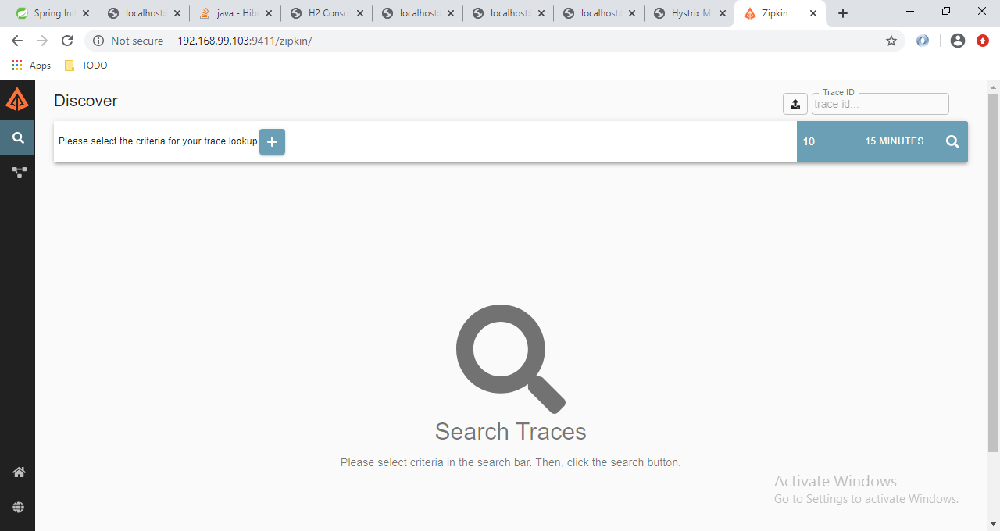 Spring Init
localhost:
java - Hib
H2 Conso
localhost:
localhost:
localhost:
Hystrix M
Zipkin
Not secure
192.168.99.103:9411/zipkin/
Apps
TODO
Discover
Trace ID
trace id...
Please select the criteria for your trace lookup
10
15 MINUTES
Search Traces
Please select criteria in the search bar. Then, click the search button.
Activate Windows
Go to Settings to activate Windows.